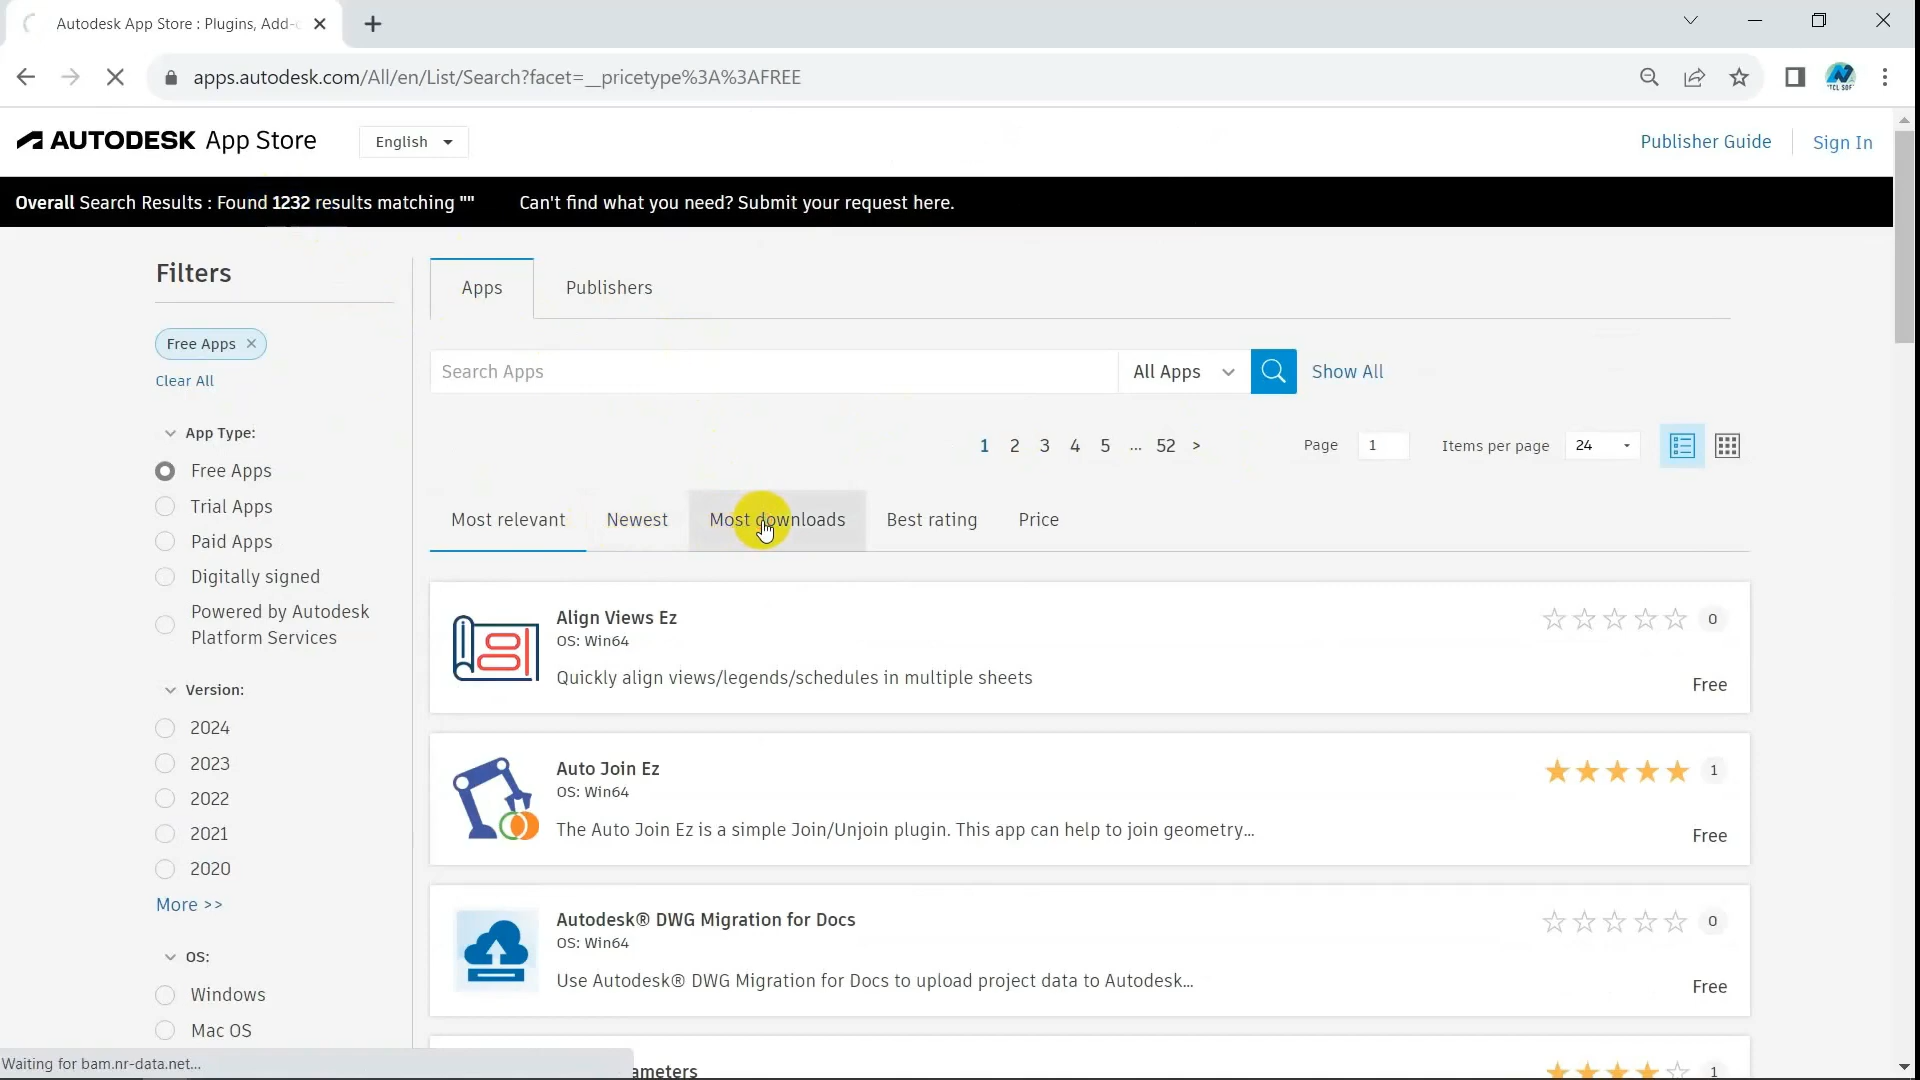 Autodesk App Store : Plugins, Add-
apps.autodesk.com/All/en/List/Search?facet=__pricetype%3A%3AFREE
AUTODESK App Store
English
Publisher Guide
Sign In
Overall Search Results : Found 1232 results matching ""
Can't find what you need? Submit your request here.
Filters
Free Apps ×
Clear All
App Type:
Free Apps
Trial Apps
Paid Apps
Digitally signed
Powered by Autodesk
Platform Services
Version:
2024
2023
2022
2021
2020
More >>
OS:
Windows
Mac OS
Apps
Publishers
Search Apps
All Apps
Show All
1 2 3 4 5 ... 52 >
Page 1
Items per page 24
Most relevant
Newest
Most downloads
Best rating
Price
Align Views Ez
OS: Win64
Quickly align views/legends/schedules in multiple sheets
0
Free
Auto Join Ez
OS: Win64
The Auto Join Ez is a simple Join/Unjoin plugin. This app can help to join geometry...
1
Free
Autodesk® DWG Migration for Docs
OS: Win64
Use Autodesk® DWG Migration for Docs to upload project data to Autodesk...
0
Free
ameters
1
Waiting for bam.nr-data.net...